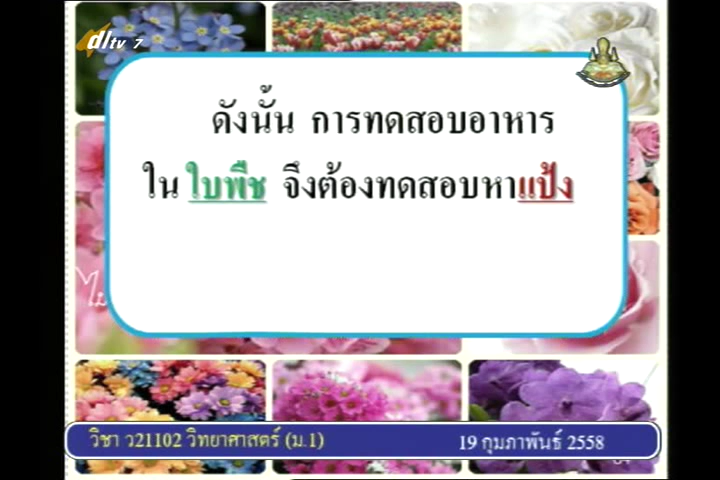 dltv 7
ดังนั้น การทดสอบอาหาร
ใน ใบพืช จึงต้องทดสอบหาแป้ง
วิชา ว21102 วิทยาศาสตร์ (ม.1)
19 กุมภาพันธ์ 2558